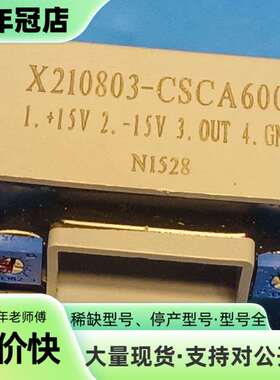 年冠店
X210803-CSCA600
1.+15V 2.-15V 3.OUT 4.GN
N1528
年老师傅
稀缺型号、停产型号·型号全
价快
大量现货·支持对公